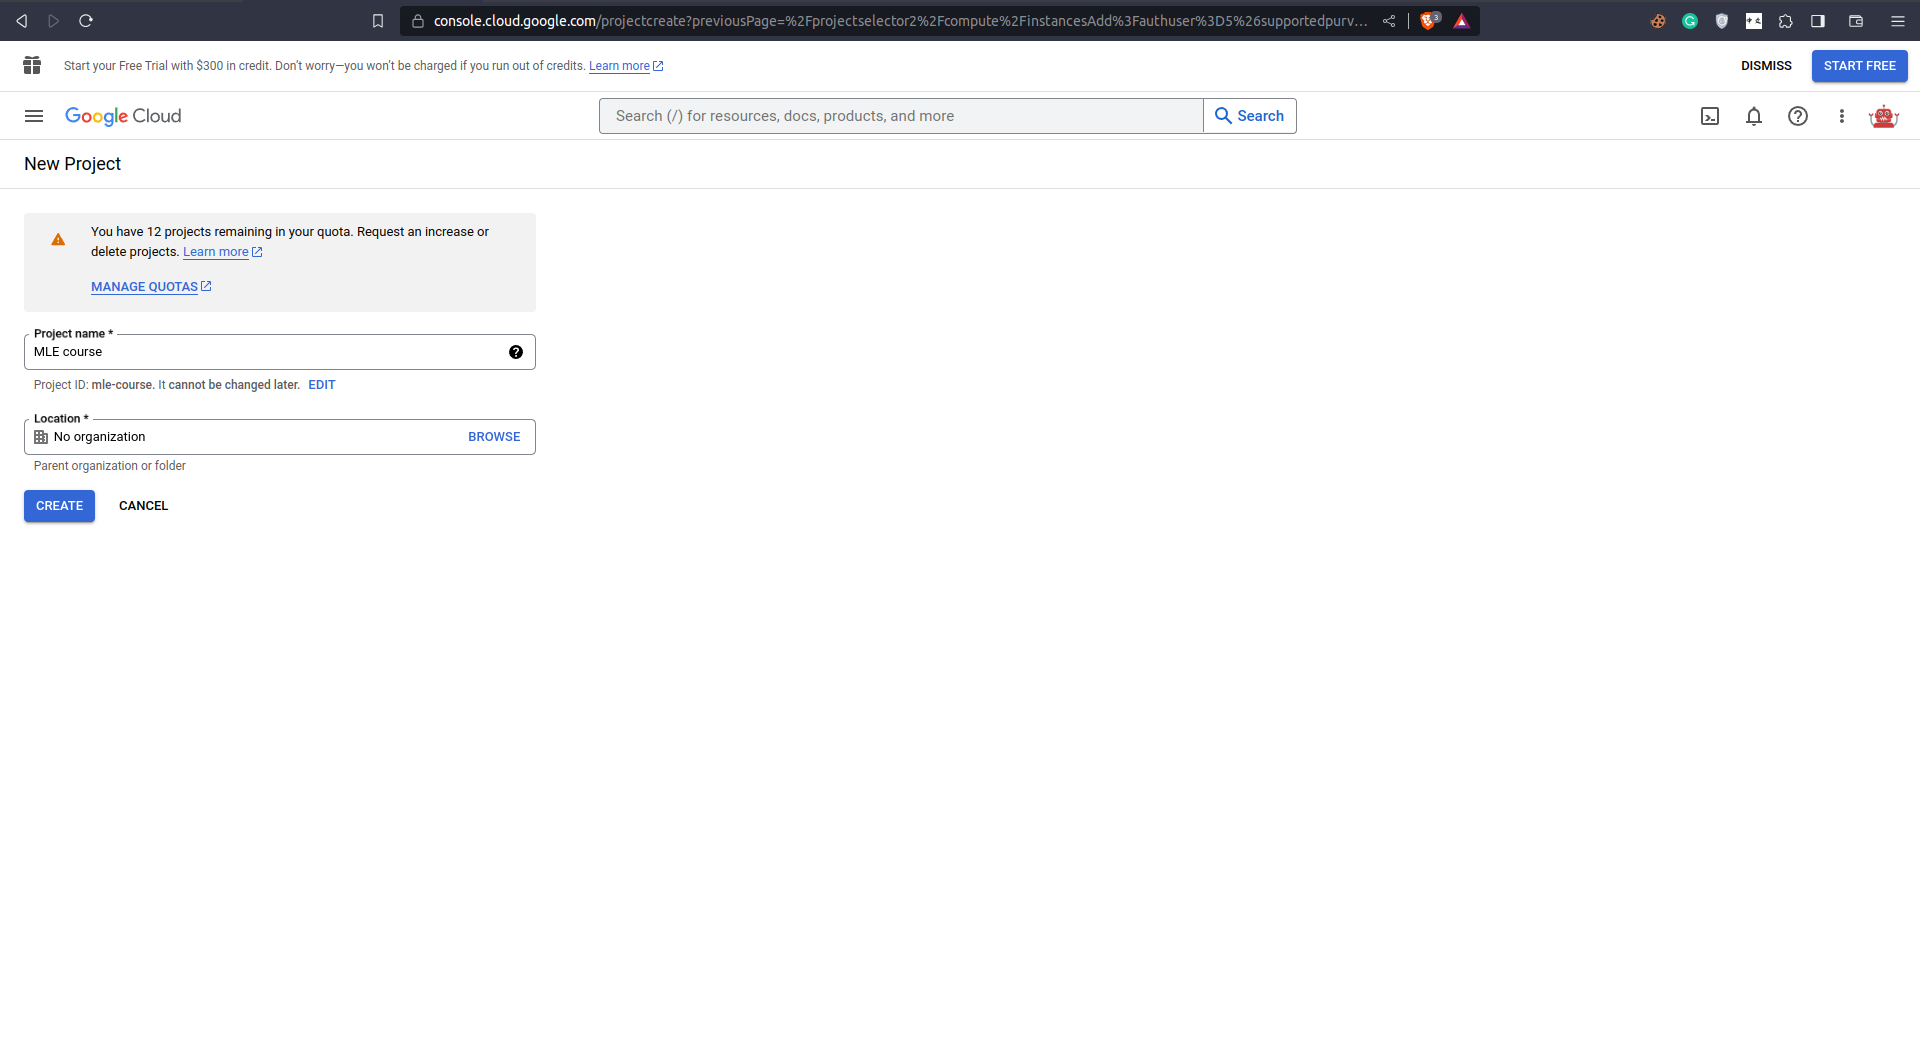 console.cloud.google.com/projectcreate?previousPage=%2Fprojectselector2%2Fcompute%2FinstancesAdd%3Fauthuser%3D5%26supportedpurv... 3
Start your Free Trial with $300 in credit. Don't worry—you won't be charged if you run out of credits. Learn more DISMISS START FREE
Google Cloud Search (/) for resources, docs, products, and more Search
New Project
You have 12 projects remaining in your quota. Request an increase or
delete projects. Learn more
MANAGE QUOTAS
Project name *
MLE course
Project ID: mle-course. It cannot be changed later. EDIT
Location *
No organization BROWSE
Parent organization or folder
CREATE CANCEL